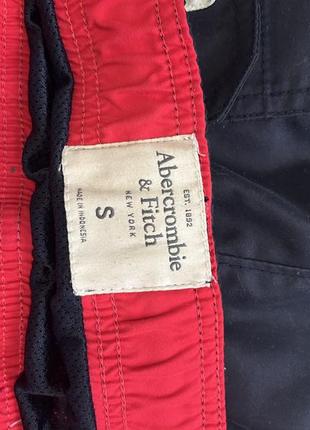 EST. 1892
Abercrombie
& Fitch
NEW YORK
S
MADE IN INDONESIA